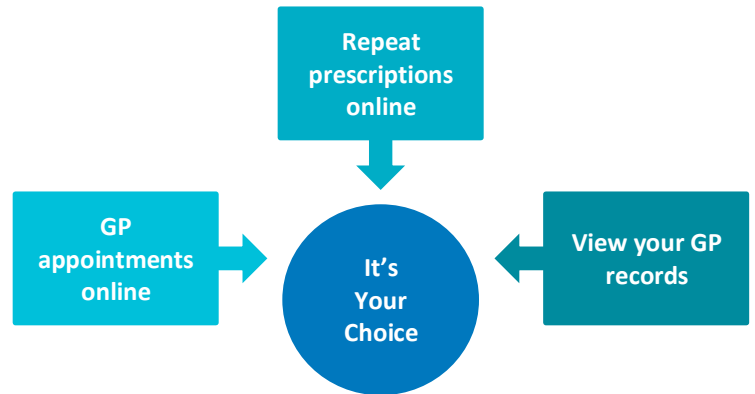 Repeat
prescriptions
online
GP
appointments
online
It’s
Your
Choice
View your GP
records